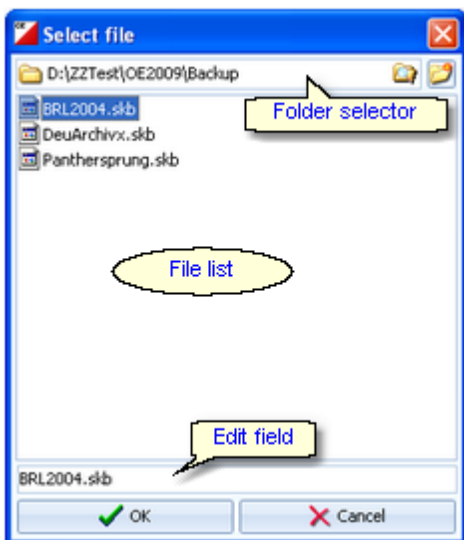 OE Select file
D:\ZZTest\OE2009\Backup
Folder selector
BRL2004.skb
DeuArchivx.skb
Panthersprung.skb
File list
Edit field
BRL2004.skb
OK Cancel